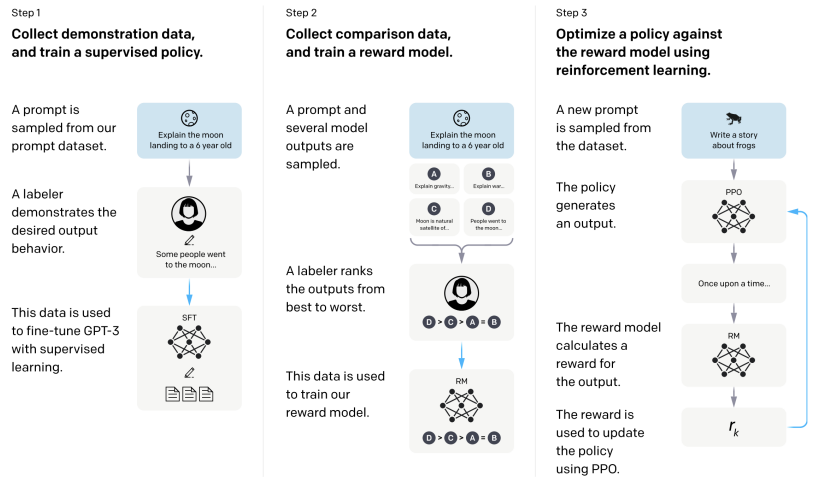 Step 1
Collect demonstration data,
and train a supervised policy.
A prompt is
sampled from our
prompt dataset.
Explain the moon
landing to a 6 year old
A labeler
demonstrates the
desired output
behavior.
Some people went
to the moon...
This data is used
to fine-tune GPT-3
with supervised
learning.
SFT
Step 2
Collect comparison data,
and train a reward model.
A prompt and
several model
outputs are
sampled.
Explain the moon
landing to a 6 year old
A
Explain gravity...
B
Explain war...
C
Moon is natural
satellite of...
D
People went to
the moon...
A labeler ranks
the outputs from
best to worst.
D > C > A = B
This data is used
to train our
reward model.
RM
D > C > A = B
Step 3
Optimize a policy against
the reward model using
reinforcement learning.
A new prompt
is sampled from
the dataset.
Write a story
about frogs
The policy
generates
an output.
PPO
Once upon a time...
The reward model
calculates a
reward for
the output.
RM
The reward is
used to update
the policy
using PPO.
r_k